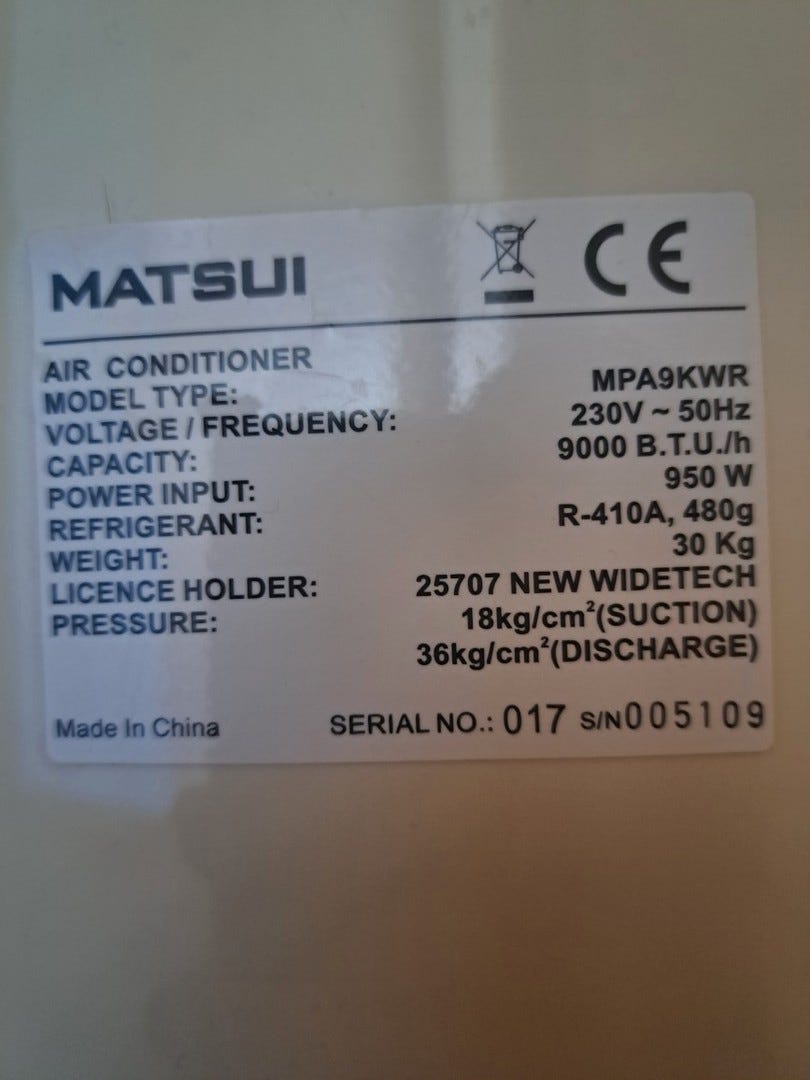 MATSUI CE
AIR CONDITIONER
MODEL TYPE: MPA9KWR
VOLTAGE / FREQUENCY: 230V ~ 50Hz
CAPACITY: 9000 B.T.U./h
POWER INPUT: 950 W
REFRIGERANT: R-410A, 480g
WEIGHT: 30 Kg
LICENCE HOLDER: 25707 NEW WIDETECH
PRESSURE: 18kg/cm²(SUCTION)
36kg/cm²(DISCHARGE)
Made In China SERIAL NO.: 017 S/N005109